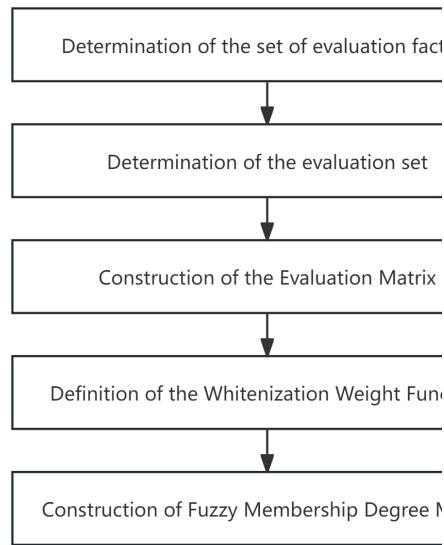 Determination of the set of evaluation fact
Determination of the evaluation set
Construction of the Evaluation Matrix
Definition of the Whitenization Weight Fun
Construction of Fuzzy Membership Degree M